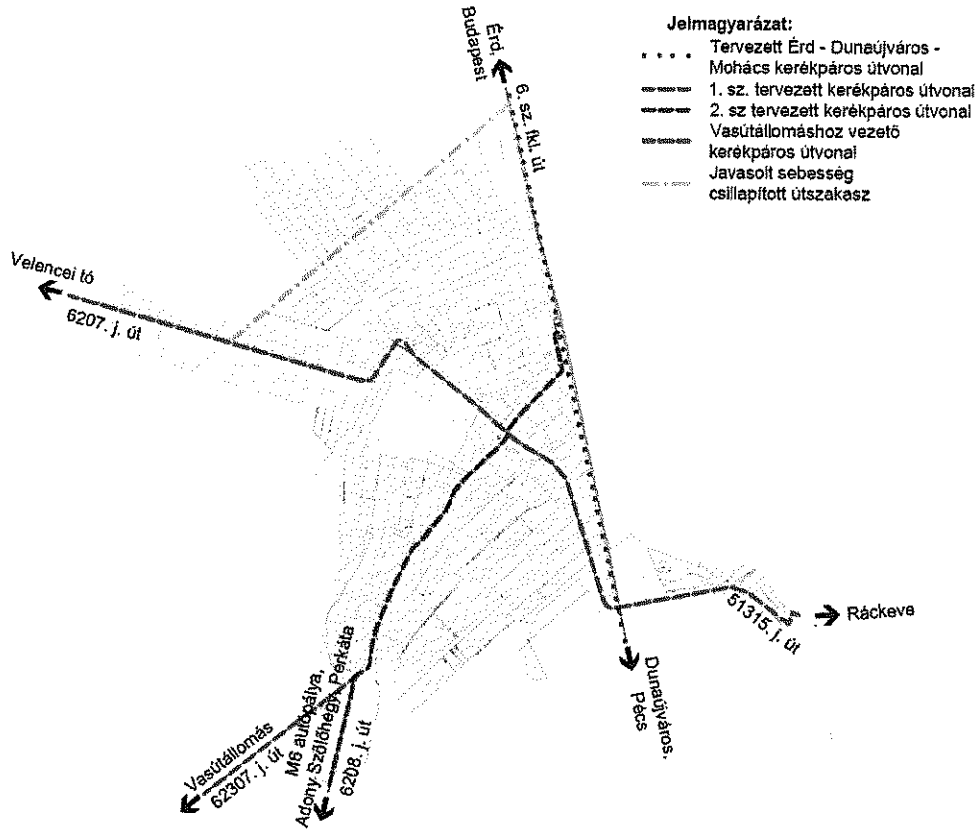 Jelmagyarázat:
Tervezett Érd - Dunaújváros -
Mohács kerékpáros útvonal
1. sz. tervezett kerékpáros útvonal
2. sz tervezett kerékpáros útvonal
Vasútállomáshoz vezető
kerékpáros útvonal
Javasolt sebesség
csillapított útszakasz
Érd,
Budapest
6. sz. fkl. út
Velencei tó
6207. j. út
51315. j. út
Ráckeve
Dunaújváros,
Pécs
Vasútállomás
62307. j. út
M6 autópálya,
Adony Szőlőhegy, Perkáta
6208. j. út